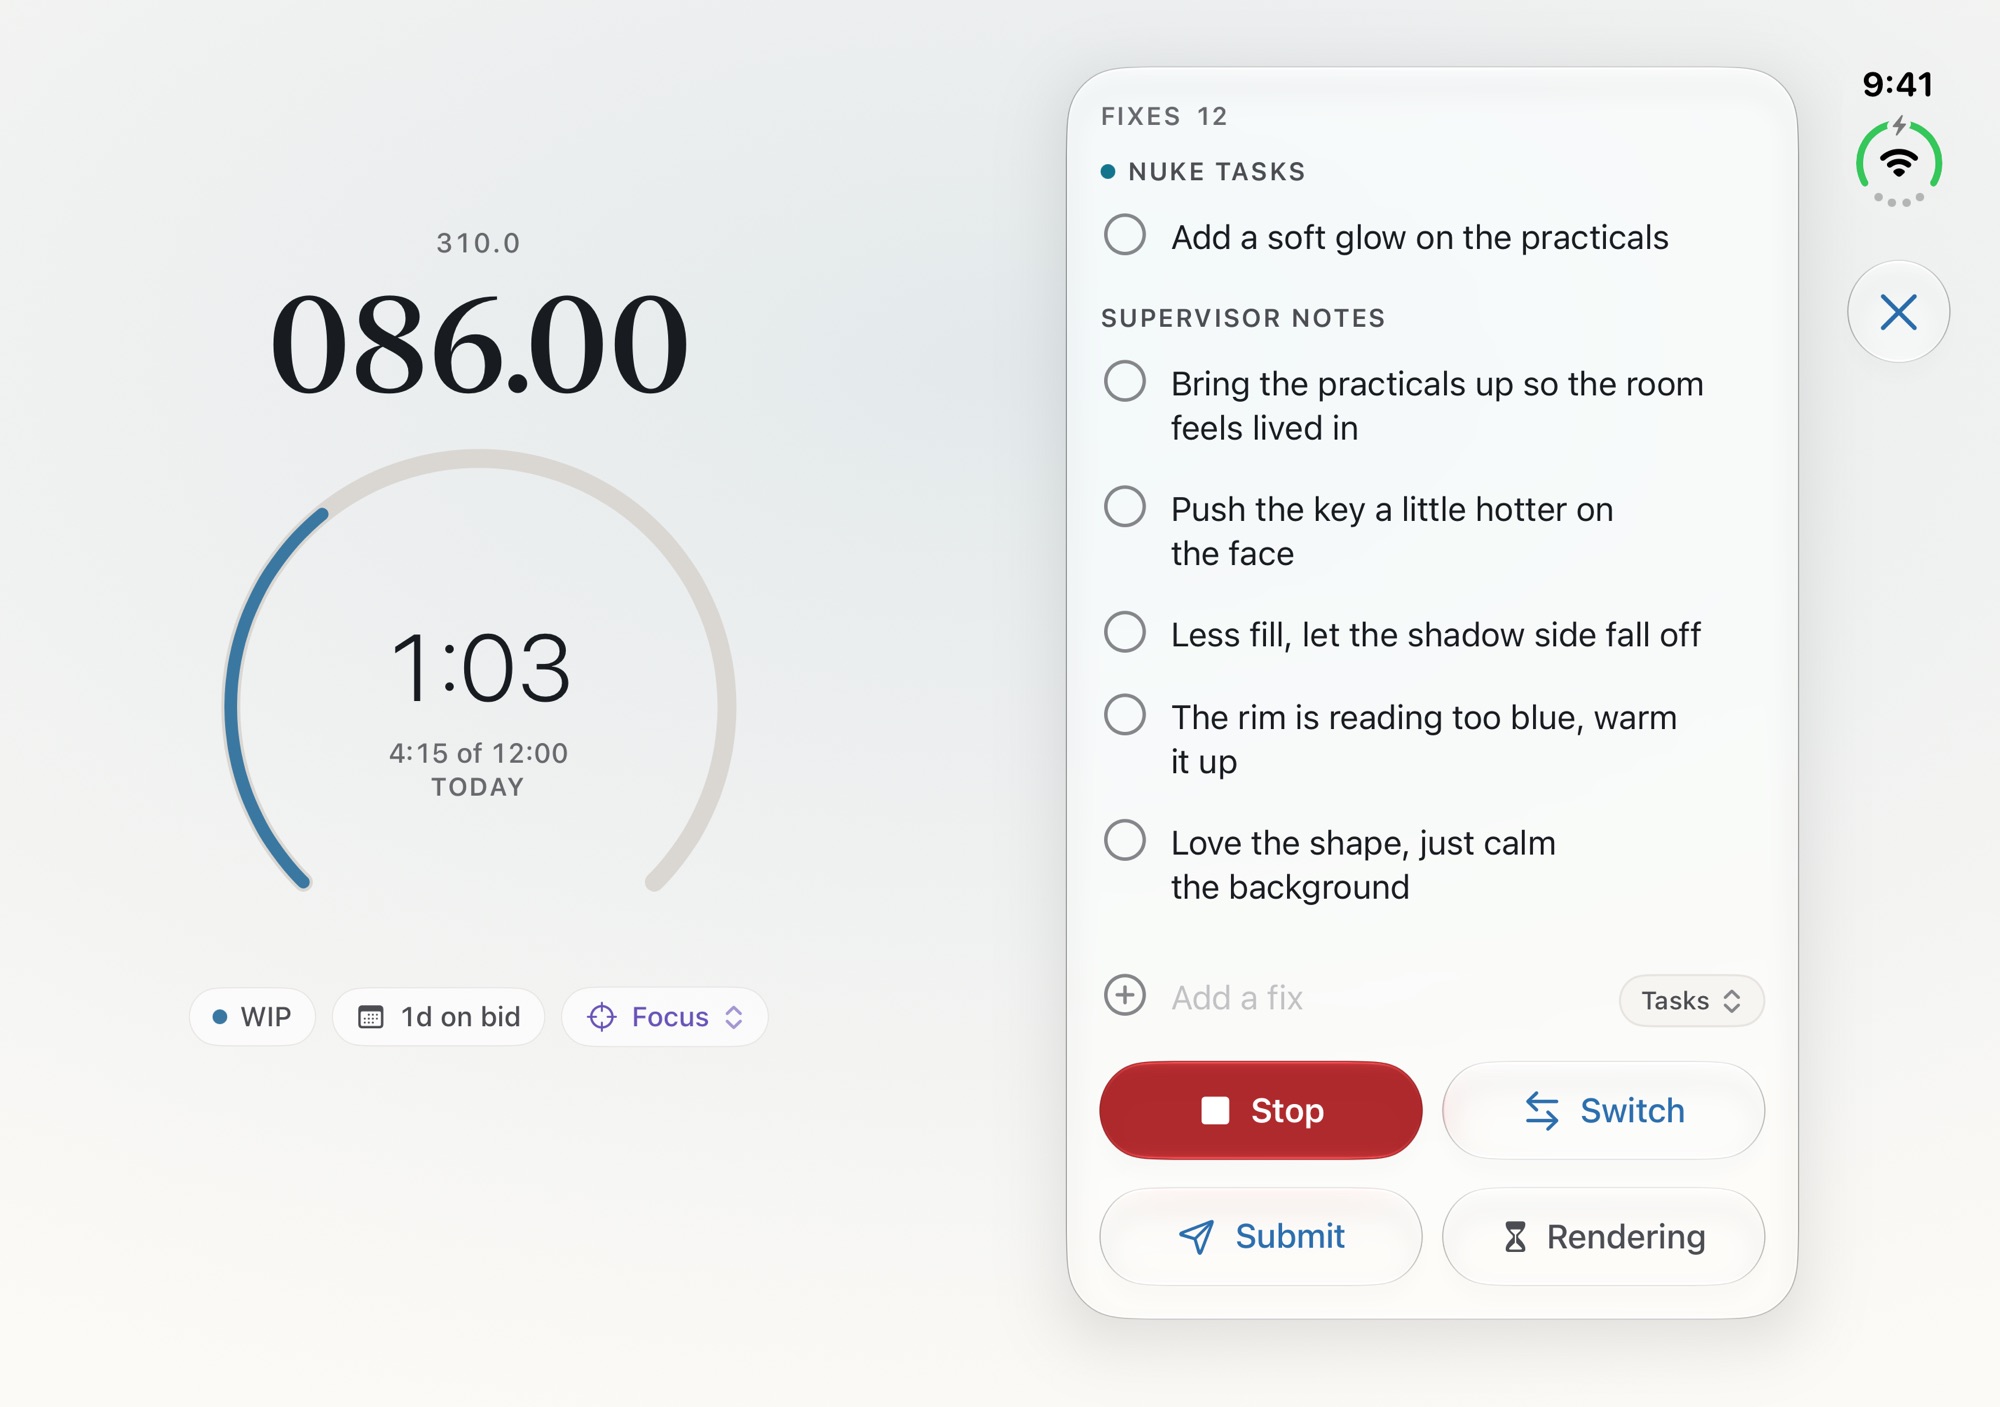 310.0
086.00
1:03
4:15 of 12:00
TODAY
WIP
1d on bid
Focus
FIXES 12
NUKE TASKS
Add a soft glow on the practicals
SUPERVISOR NOTES
Bring the practicals up so the room
feels lived in
Push the key a little hotter on
the face
Less fill, let the shadow side fall off
The rim is reading too blue, warm
it up
Love the shape, just calm
the background
Add a fix
Tasks
Stop
Switch
Submit
Rendering
9:41